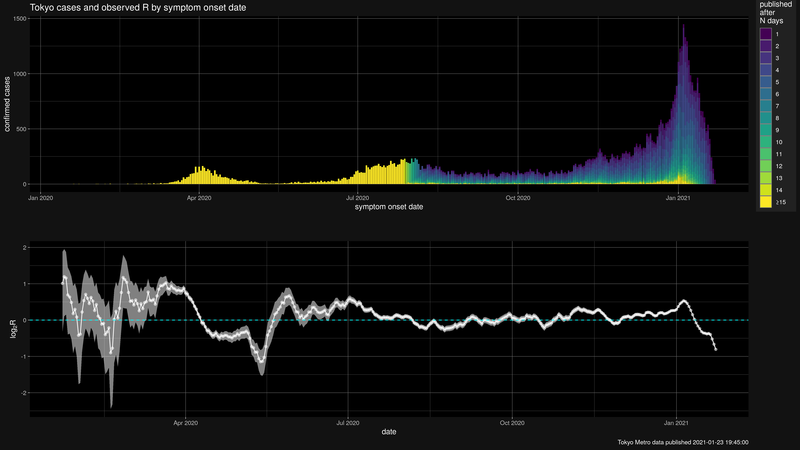 Tokyo cases and observed R by symptom onset date
published
after
N days
1
2
3
4
5
6
7
8
9
10
11
12
13
14
≥15
confirmed cases
1500
1000
500
0
Jan 2020
Apr 2020
Jul 2020
Oct 2020
Jan 2021
symptom onset date
log₂R
2
1
0
-1
-2
Apr 2020
Jul 2020
Oct 2020
Jan 2021
date
Tokyo Metro data published 2021-01-23 19:45:00